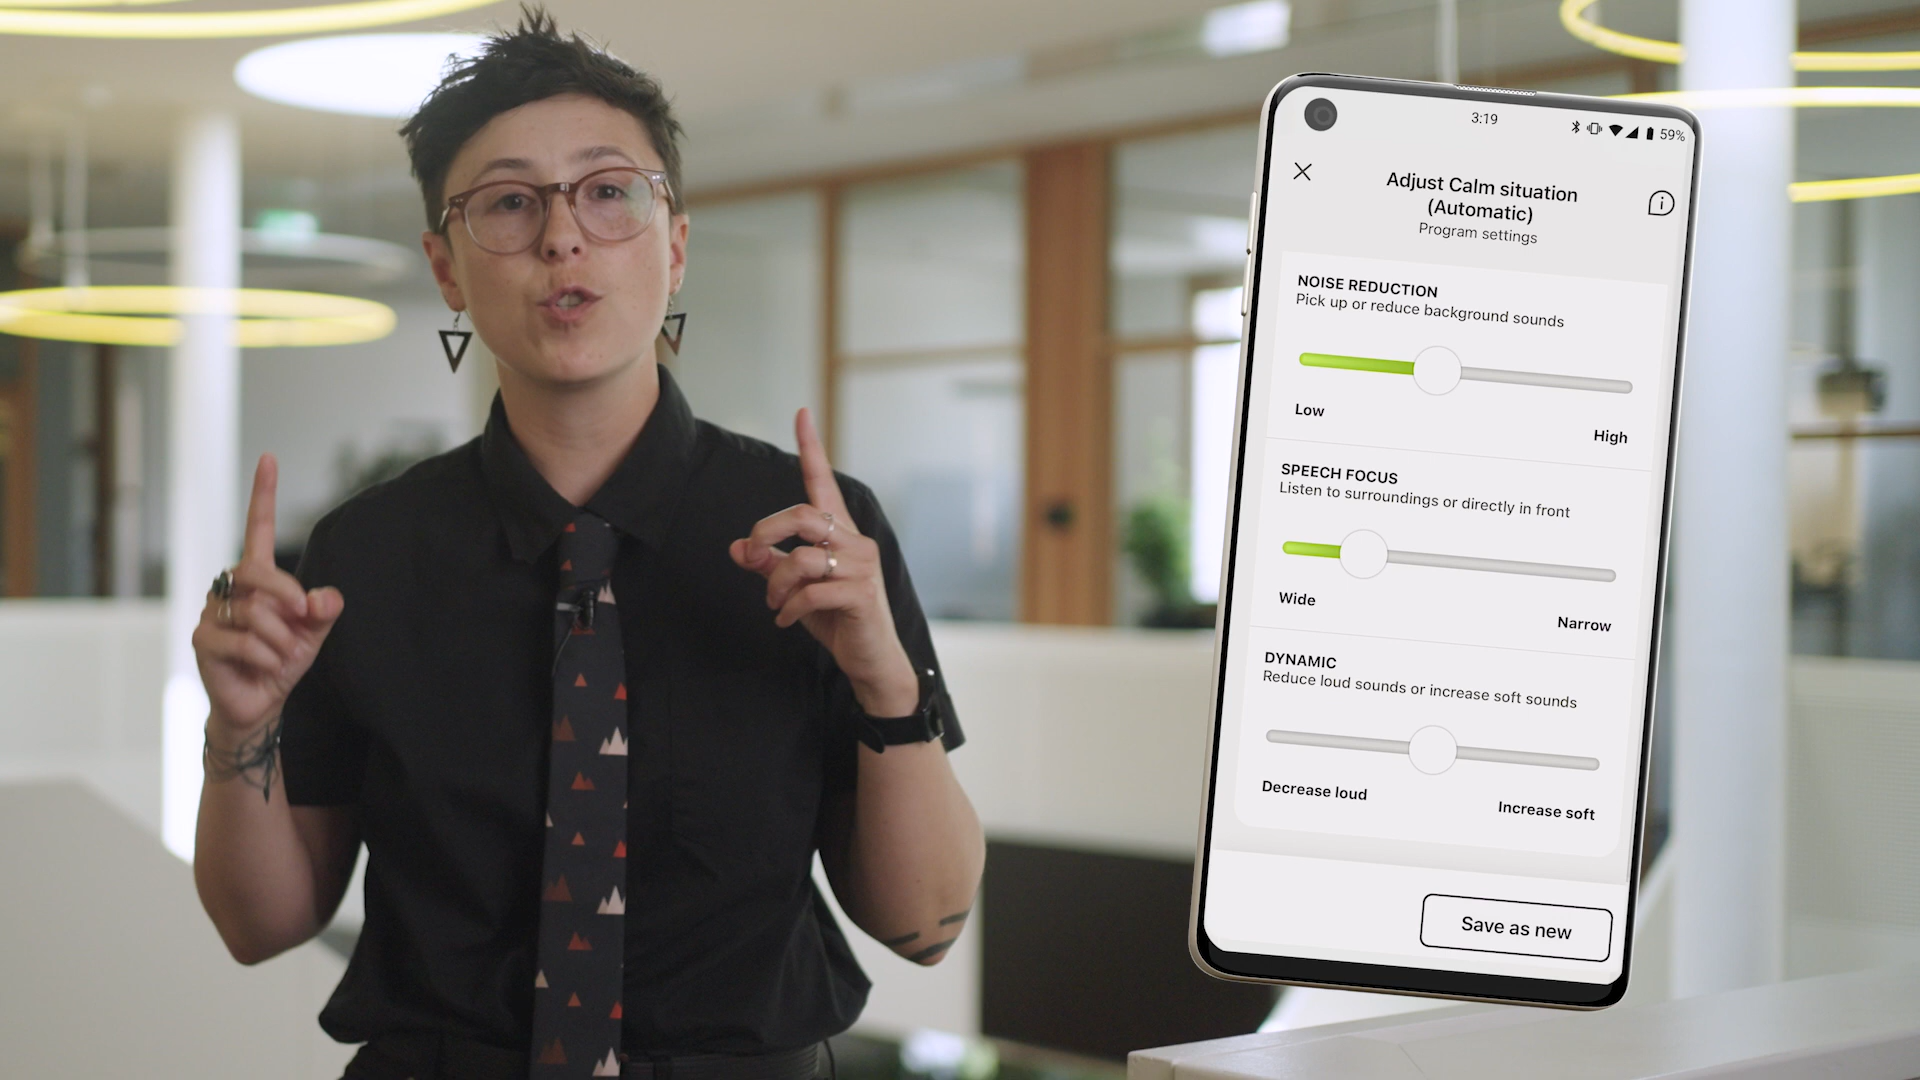 3:19
59%
Adjust Calm situation
(Automatic)
Program settings
NOISE REDUCTION
Pick up or reduce background sounds
Low
High
SPEECH FOCUS
Listen to surroundings or directly in front
Wide
Narrow
DYNAMIC
Reduce loud sounds or increase soft sounds
Decrease loud
Increase soft
Save as new